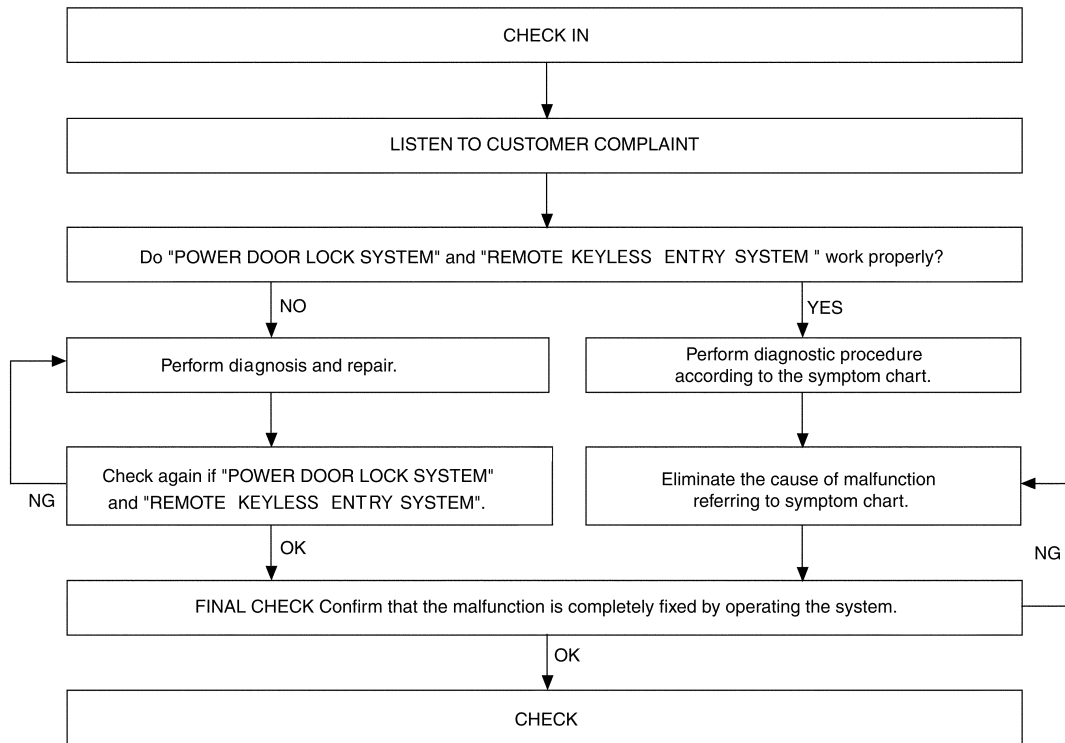 CHECK IN
LISTEN TO CUSTOMER COMPLAINT
Do "POWER DOOR LOCK SYSTEM" and "REMOTE KEYLESS ENTRY SYSTEM " work properly?
NO
YES
Perform diagnosis and repair.
Perform diagnostic procedure
according to the symptom chart.
Check again if "POWER DOOR LOCK SYSTEM"
and "REMOTE KEYLESS ENTRY SYSTEM".
NG
Eliminate the cause of malfunction
referring to symptom chart.
OK
NG
FINAL CHECK Confirm that the malfunction is completely fixed by operating the system.
OK
CHECK